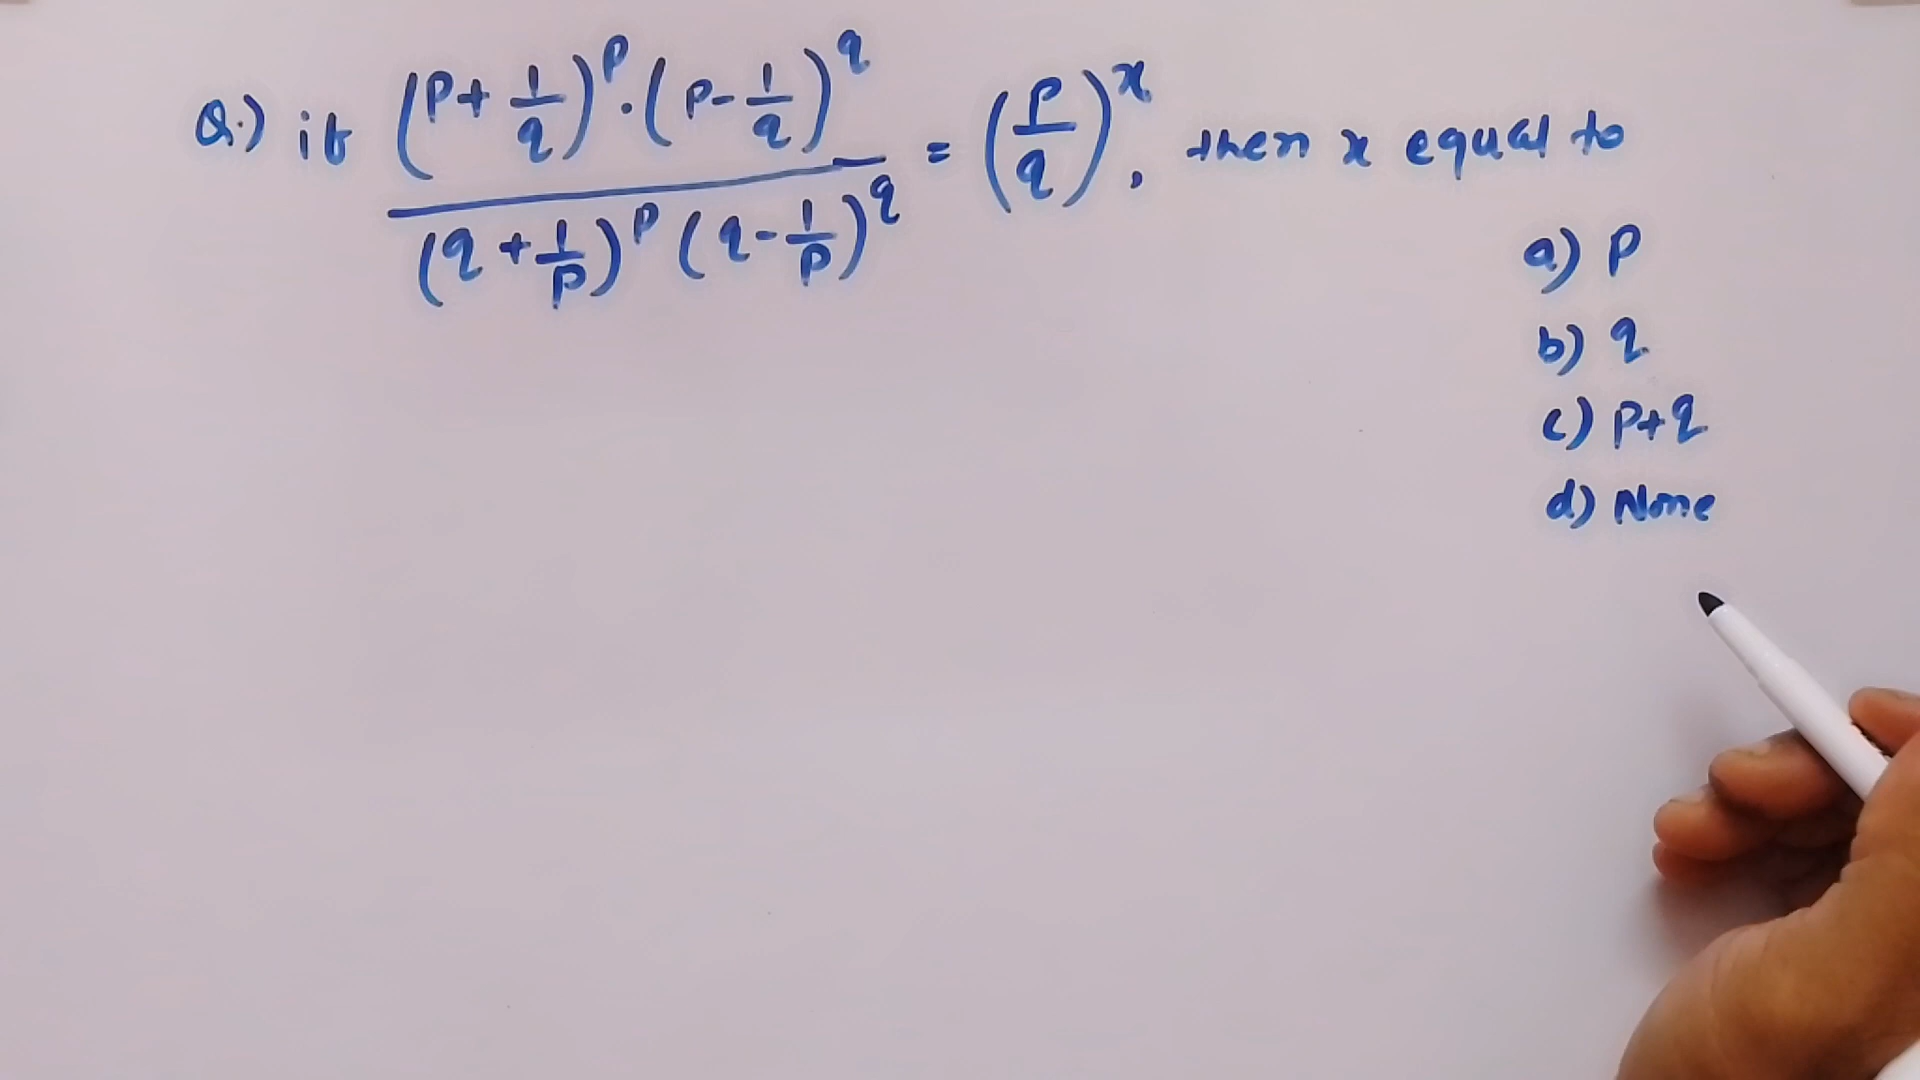 Q.) if (p + 1/q)^p · (p - 1/q)^q / (q + 1/p)^p (q - 1/p)^q = (p/q)^x, then x equal to
a) p
b) q
c) p+q
d) None